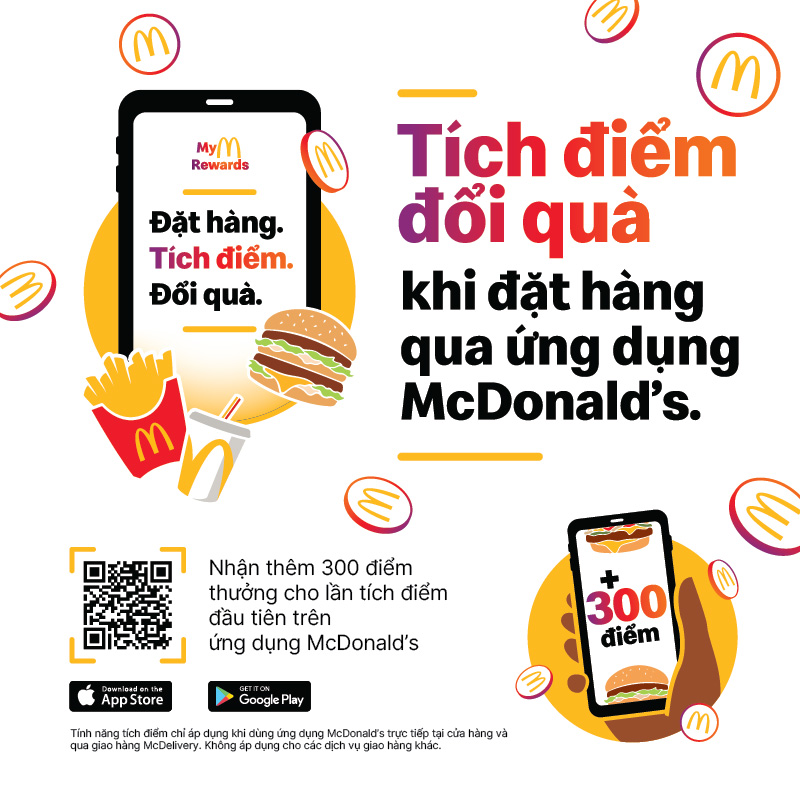 My
Rewards
Đặt hàng.
Tích điểm.
Đổi quà.
Tích điểm
đổi quà
khi đặt hàng
qua ứng dụng
McDonald's.
Nhận thêm 300 điểm
thưởng cho lần tích điểm
đầu tiên trên
ứng dụng McDonald's
+
300
điểm
Download on the
App Store
GET IT ON
Google Play
Tính năng tích điểm chỉ áp dụng khi dùng ứng dụng McDonald's trực tiếp tại cửa hàng và
qua giao hàng McDelivery. Không áp dụng cho các dịch vụ giao hàng khác.